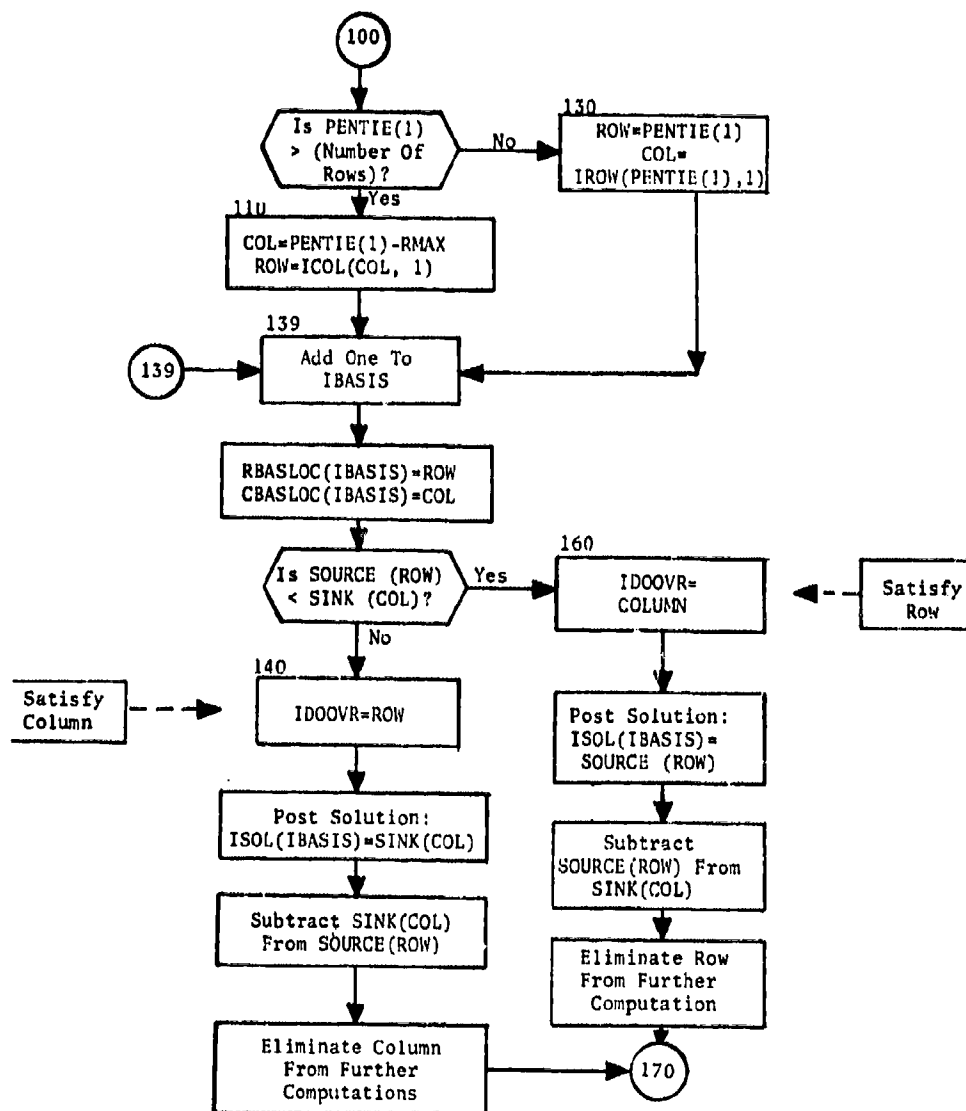 100
Is PENTIE(1)
> (Number Of
Rows)?
No
Yes
130
ROW=PENTIE(1)
COL=
IROW(PENTIE(1),1)
110
COL=PENTIE(1)-RMAX
ROW=ICOL(COL, 1)
139
Add One To
IBASIS
139
RBASLOC(IBASIS)=ROW
CBASLOC(IBASIS)=COL
Is SOURCE (ROW)
< SINK (COL)?
Yes
No
160
IDOOVR=
COLUMN
Satisfy
Row
Satisfy
Column
140
IDOOVR=ROW
Post Solution:
ISOL(IBASIS)=
SOURCE (ROW)
Post Solution:
ISOL(IBASIS)=SINK(COL)
Subtract
SOURCE(ROW) From
SINK(COL)
Subtract SINK(COL)
From SOURCE(ROW)
Eliminate Row
From Further
Computation
Eliminate Column
From Further
Computations
170